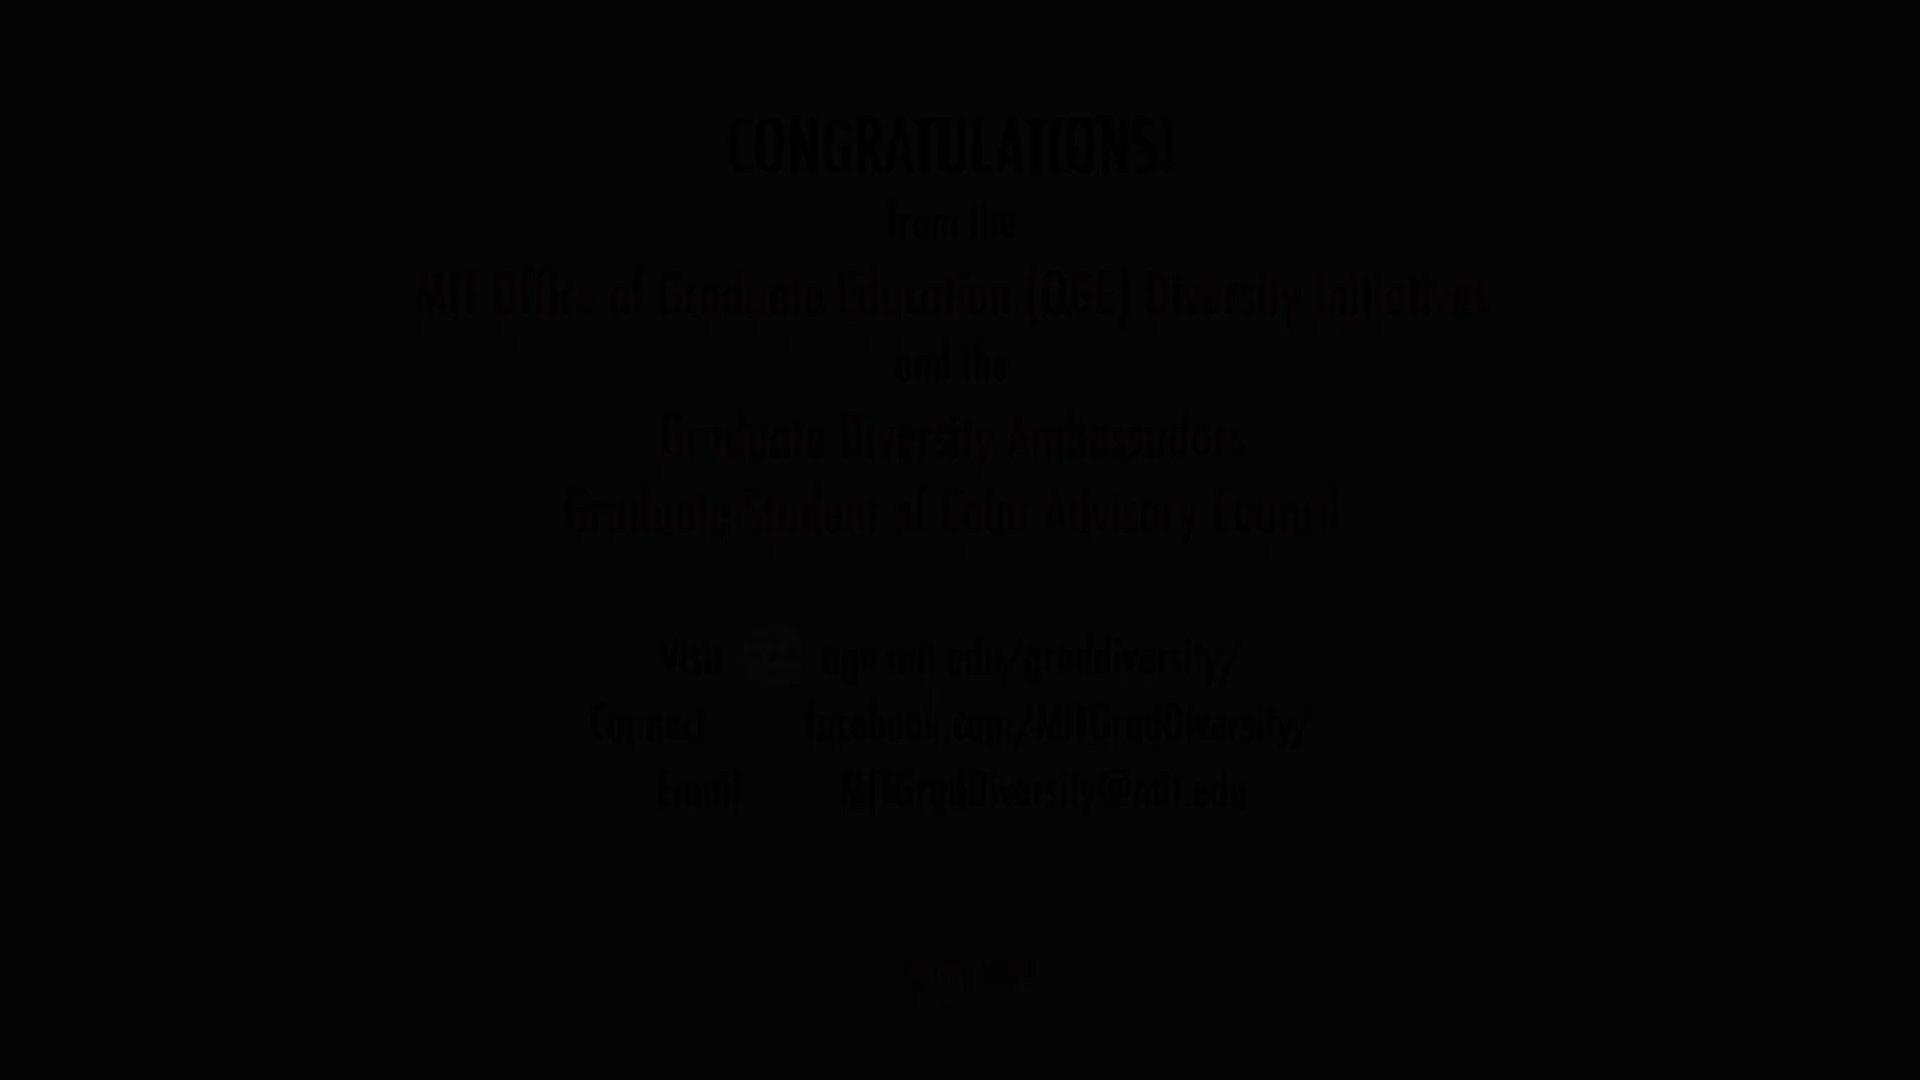 CONGRATULATIONS!
from the
MIT Office of Graduate Education (OGE) Diversity Initiatives
and the
Graduate Diversity Ambassadors
Graduate Student of Color Advisory Council
Visit oge.mit.edu/graddiversity/
Connect facebook.com/MITGradDiversity/
Email MITGradDiversity@mit.edu